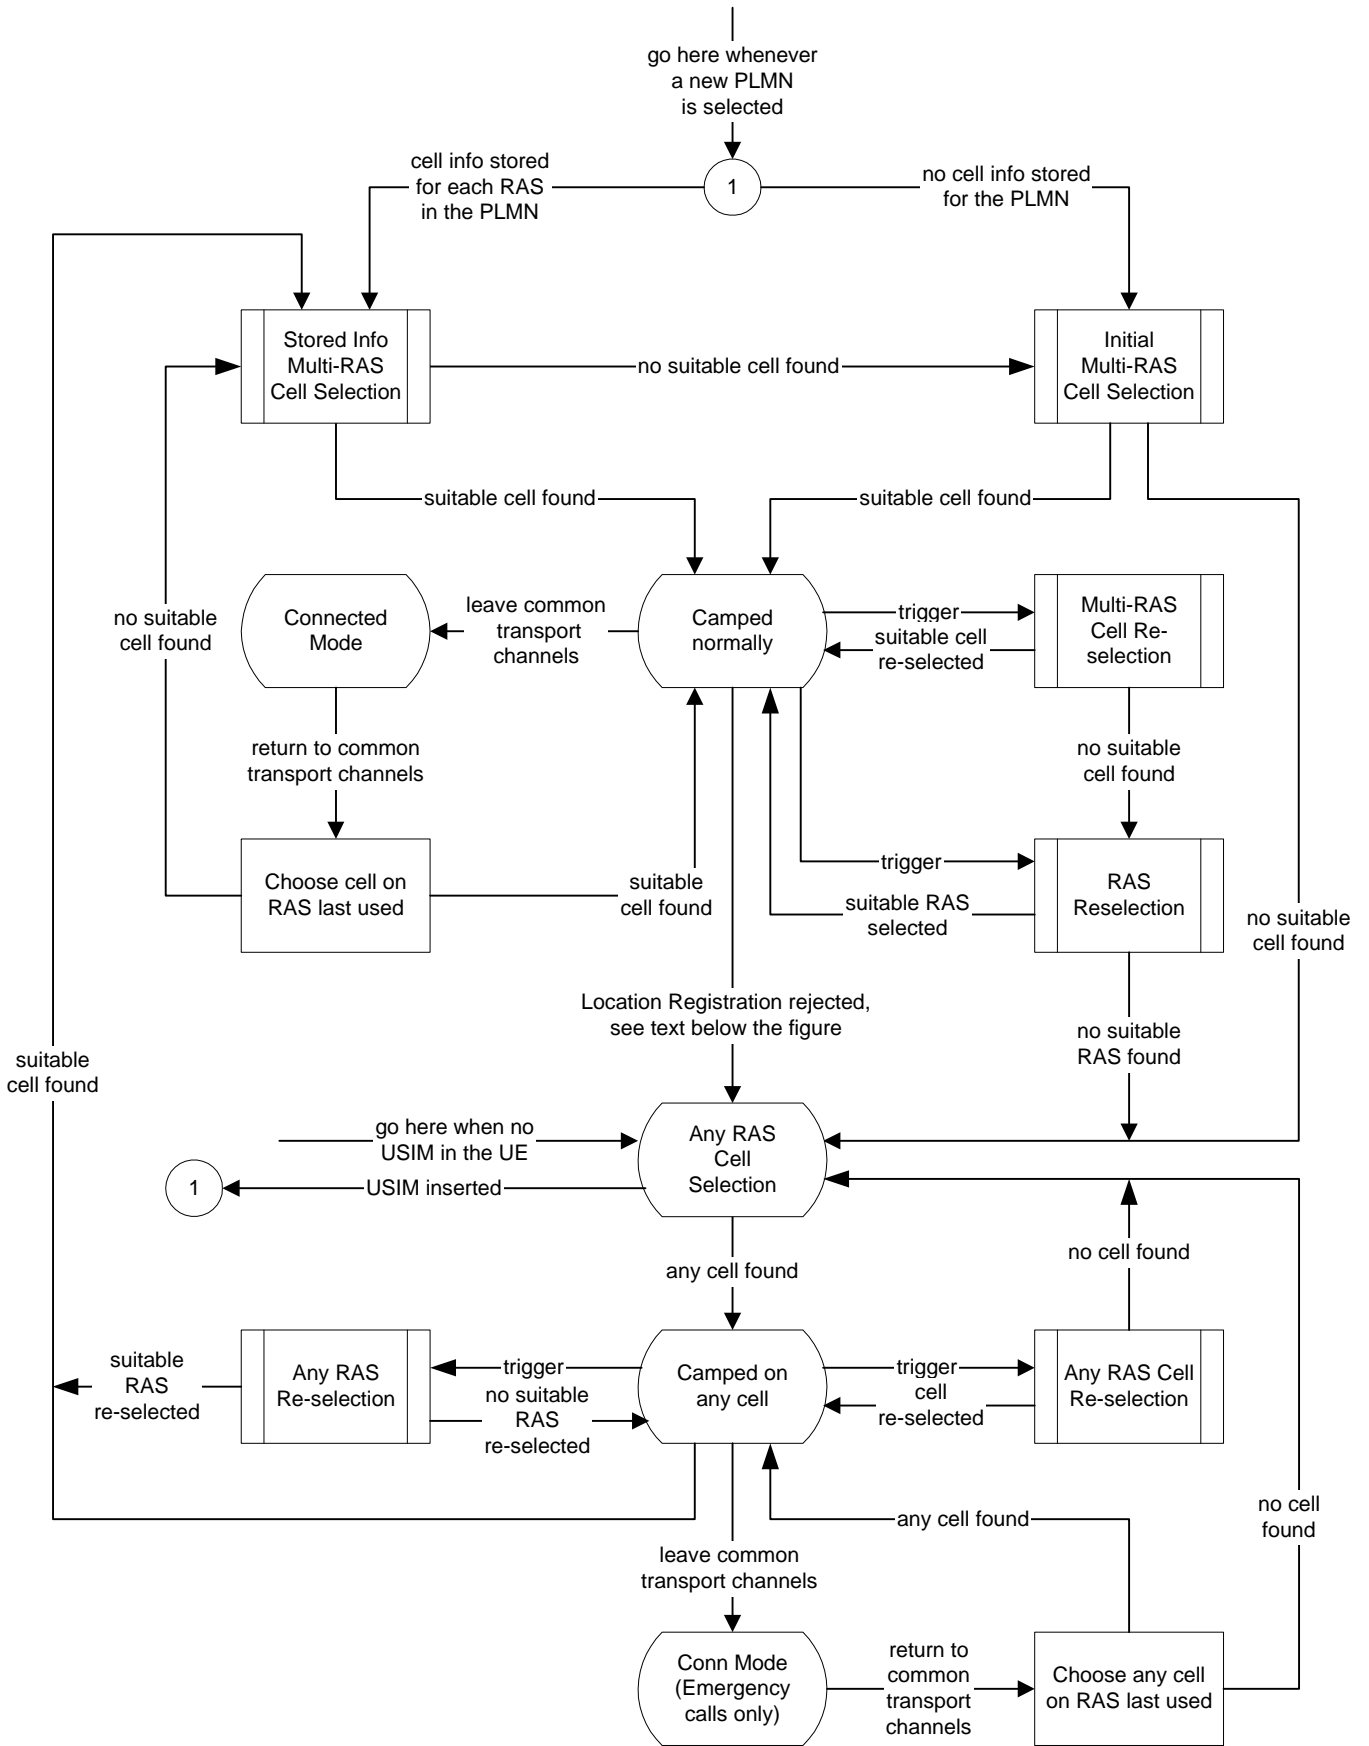 go here whenever
a new PLMN
is selected
cell info stored
for each RAS
in the PLMN
1
no cell info stored
for the PLMN
Stored Info
Multi-RAS
Cell Selection
no suitable cell found
Initial
Multi-RAS
Cell Selection
suitable cell found
suitable cell found
no suitable
cell found
Connected
Mode
leave common
transport
channels
Camped
normally
trigger
suitable cell
re-selected
Multi-RAS
Cell Re-
selection
return to common
transport channels
no suitable
cell found
Choose cell on
RAS last used
suitable
cell found
trigger
suitable RAS
selected
RAS
Reselection
no suitable
cell found
Location Registration rejected,
see text below the figure
no suitable
RAS found
suitable
cell found
go here when no
USIM in the UE
Any RAS
Cell
Selection
1
USIM inserted
any cell found
no cell found
suitable
RAS
re-selected
Any RAS
Re-selection
trigger
no suitable
RAS
re-selected
Camped on
any cell
trigger
cell
re-selected
Any RAS Cell
Re-selection
any cell found
no cell
found
leave common
transport channels
Conn Mode
(Emergency
calls only)
return to
common
transport
channels
Choose any cell
on RAS last used